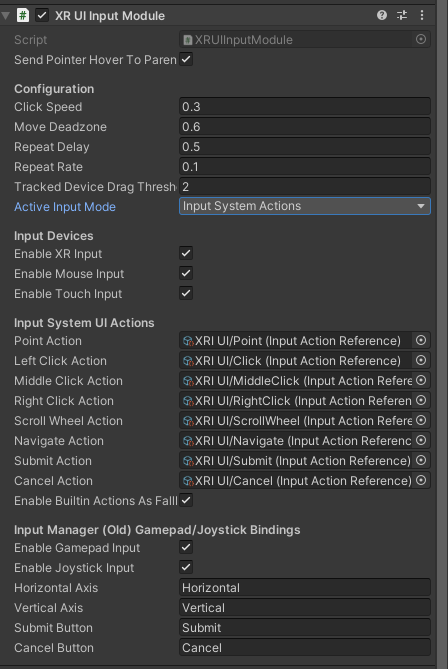 XR UI Input Module
Script XRUIInputModule
Send Pointer Hover To Paren
Configuration
Click Speed 0.3
Move Deadzone 0.6
Repeat Delay 0.5
Repeat Rate 0.1
Tracked Device Drag Thresh 2
Active Input Mode Input System Actions
Input Devices
Enable XR Input
Enable Mouse Input
Enable Touch Input
Input System UI Actions
Point Action XRI UI/Point (Input Action Reference)
Left Click Action XRI UI/Click (Input Action Reference)
Middle Click Action XRI UI/MiddleClick (Input Action Refere
Right Click Action XRI UI/RightClick (Input Action Referen
Scroll Wheel Action XRI UI/ScrollWheel (Input Action Refere
Navigate Action XRI UI/Navigate (Input Action Referenc
Submit Action XRI UI/Submit (Input Action Reference)
Cancel Action XRI UI/Cancel (Input Action Reference)
Enable Builtin Actions As Fallb
Input Manager (Old) Gamepad/Joystick Bindings
Enable Gamepad Input
Enable Joystick Input
Horizontal Axis Horizontal
Vertical Axis Vertical
Submit Button Submit
Cancel Button Cancel